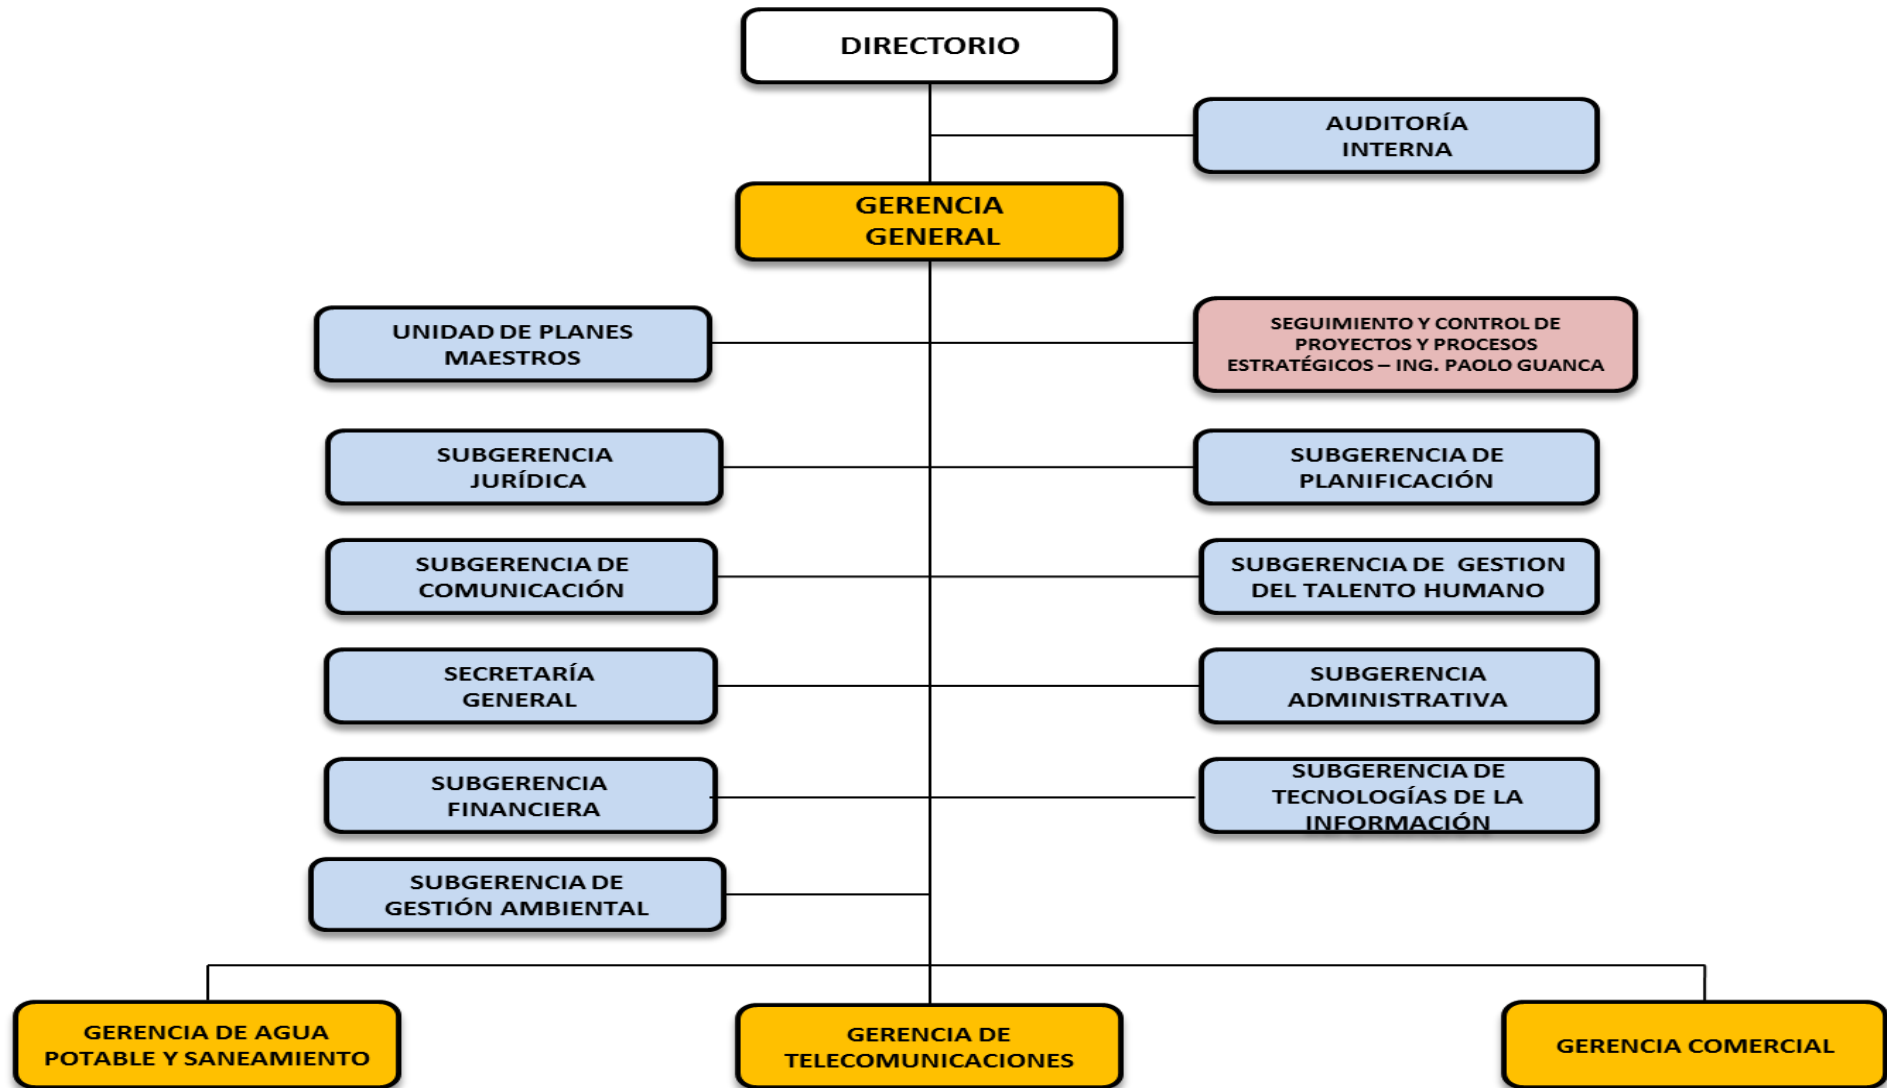 DIRECTORIO
AUDITORÍA
INTERNA
GERENCIA
GENERAL
UNIDAD DE PLANES
MAESTROS
SEGUIMIENTO Y CONTROL DE
PROYECTOS Y PROCESOS
ESTRATÉGICOS – ING. PAOLO GUANCA
SUBGERENCIA
JURÍDICA
SUBGERENCIA DE
PLANIFICACIÓN
SUBGERENCIA DE
COMUNICACIÓN
SUBGERENCIA DE GESTION
DEL TALENTO HUMANO
SECRETARÍA
GENERAL
SUBGERENCIA
ADMINISTRATIVA
SUBGERENCIA
FINANCIERA
SUBGERENCIA DE
TECNOLOGÍAS DE LA
INFORMACIÓN
SUBGERENCIA DE
GESTIÓN AMBIENTAL
GERENCIA DE AGUA
POTABLE Y SANEAMIENTO
GERENCIA DE
TELECOMUNICACIONES
GERENCIA COMERCIAL